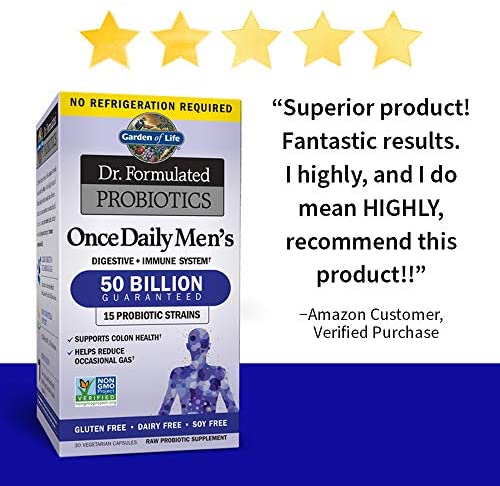 NO REFRIGERATION REQUIRED
Garden of Life
Dr. Formulated
PROBIOTICS
Once Daily Men's
DIGESTIVE + IMMUNE SYSTEM†
50 BILLION
GUARANTEED
15 PROBIOTIC STRAINS
✓ SUPPORTS COLON HEALTH†
✓ HELPS REDUCE
OCCASIONAL GAS†
NON
GMO
Project
VERIFIED
nongmoproject.org
GLUTEN FREE • DAIRY FREE • SOY FREE
30 VEGETARIAN CAPSULES
RAW PROBIOTIC SUPPLEMENT
“Superior product!
Fantastic results.
I highly, and I do
mean HIGHLY,
recommend this
product!!”
–Amazon Customer,
Verified Purchase